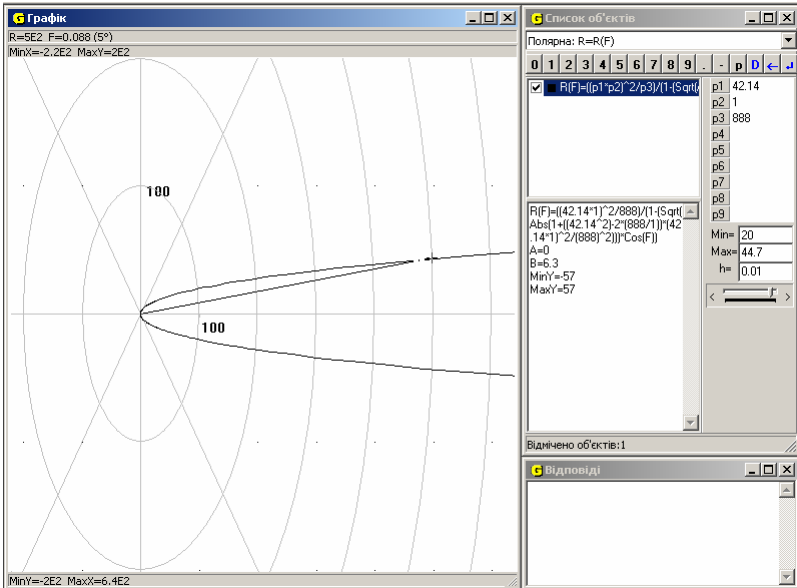 Графік
R=5E2 F=0.088 (5°)
MinX=-2.2E2 MaxY=2E2
100
100
MinY=-2E2 MaxX=6.4E2
Список об'єктів
Полярна: R=R(F)
0 1 2 3 4 5 6 7 8 9 . - p D ← ↲
R(F)=((p1*p2)^2/p3)/(1-(Sqrt(
p1 42.14
p2 1
p3 888
p4
p5
p6
p7
p8
p9
R(F)=((42.14*1)^2/888)/(1-(Sqrt(
Abs(1+((42.14^2)-2*(888/1))*(42
.14*1)^2/(888)^2)))*Cos(F))
A=0
B=6.3
MinY=-57
MaxY=57
Min= 20
Max= 44.7
h= 0.01
< >
Відмічено об'єктів:1
Відповіді